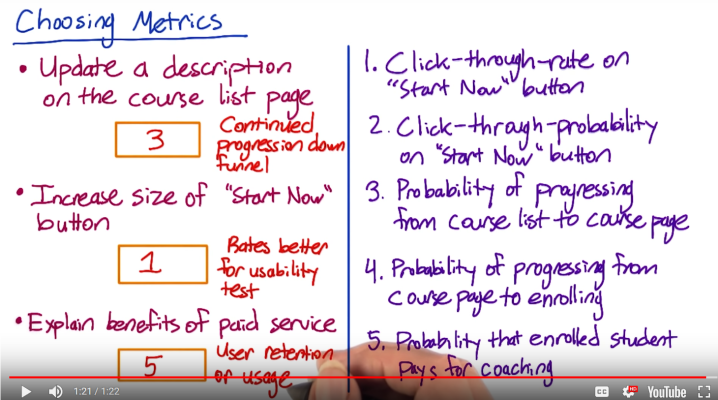 Choosing Metrics
• Update a description
on the course list page
3
Continued
progression down
funnel
• Increase size of "Start Now"
button
1
Rates better
for usability
test
• Explain benefits of paid service
5
User retention
or usage
1. Click-through-rate on
"Start Now" button
2. Click-through-probability
on "Start Now" button
3. Probability of progressing
from course list to course page
4. Probability of progressing from
course page to enrolling
5. Probability that enrolled student
pays for coaching
1:21 / 1:22
CC
HD
YouTube